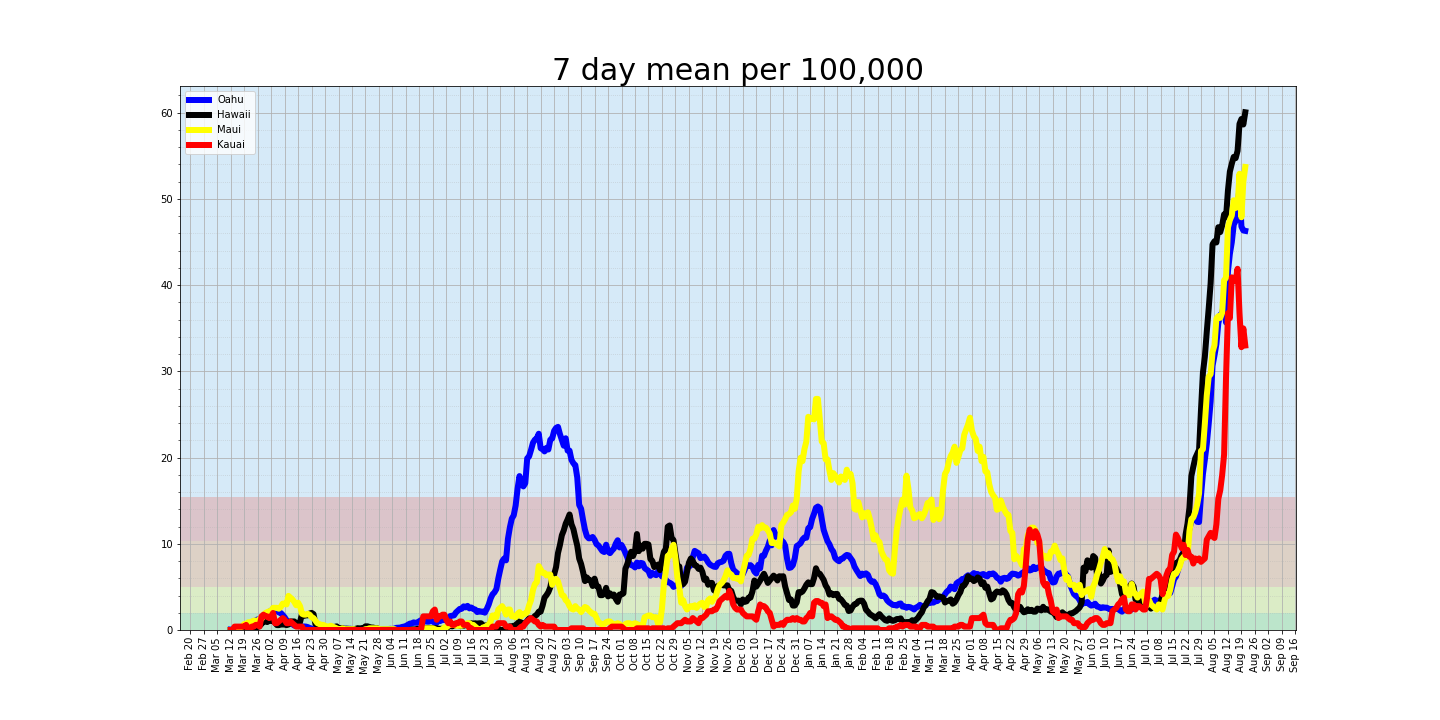 7 day mean per 100,000
Oahu
Hawaii
Maui
Kauai
60
50
40
30
20
10
0
Feb 20
Feb 27
Mar 05
Mar 12
Mar 19
Mar 26
Apr 02
Apr 09
Apr 16
Apr 23
Apr 30
May 07
May 14
May 21
May 28
Jun 04
Jun 11
Jun 18
Jun 25
Jul 02
Jul 09
Jul 16
Jul 23
Jul 30
Aug 06
Aug 13
Aug 20
Aug 27
Sep 03
Sep 10
Sep 17
Sep 24
Oct 01
Oct 08
Oct 15
Oct 22
Oct 29
Nov 05
Nov 12
Nov 19
Nov 26
Dec 03
Dec 10
Dec 17
Dec 24
Dec 31
Jan 07
Jan 14
Jan 21
Jan 28
Feb 04
Feb 11
Feb 18
Feb 25
Mar 04
Mar 11
Mar 18
Mar 25
Apr 01
Apr 08
Apr 15
Apr 22
Apr 29
May 06
May 13
May 20
May 27
Jun 03
Jun 10
Jun 17
Jun 24
Jul 01
Jul 08
Jul 15
Jul 22
Jul 29
Aug 05
Aug 12
Aug 19
Aug 26
Sep 02
Sep 09
Sep 16